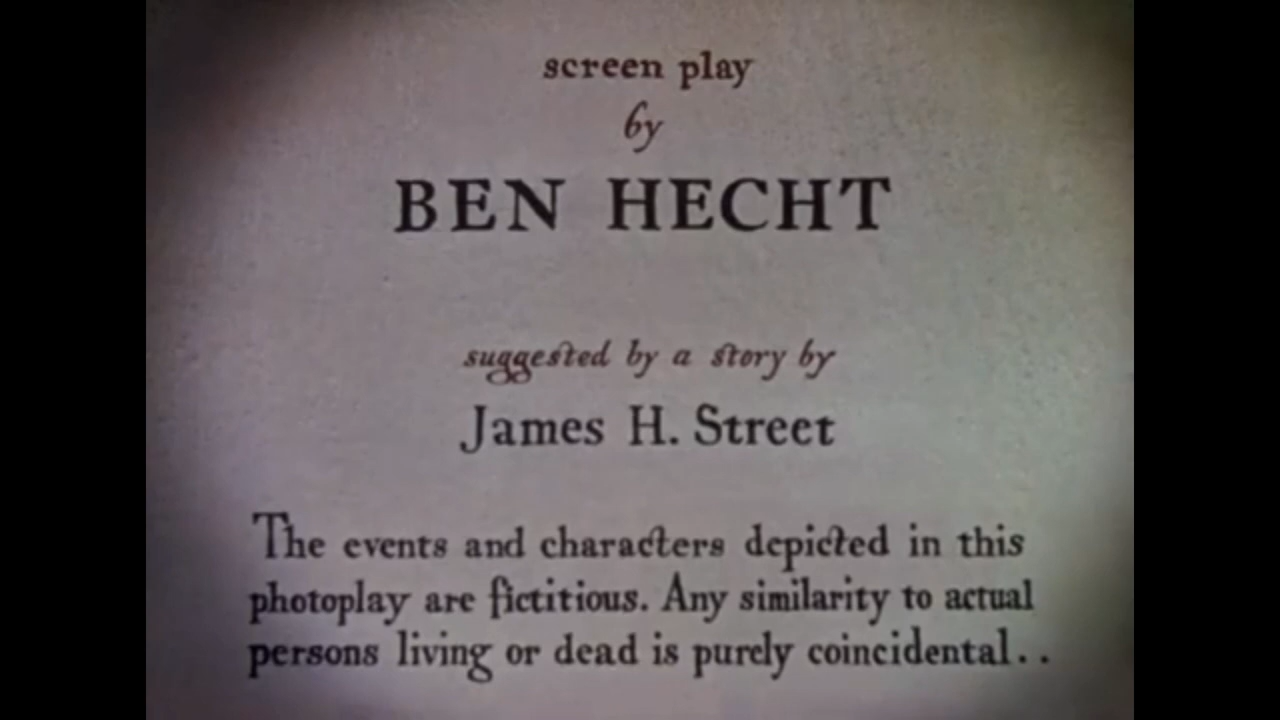 screen play
by
BEN HECHT
suggested by a story by
James H. Street
The events and characters depicted in this
photoplay are fictitious. Any similarity to actual
persons living or dead is purely coincidental..